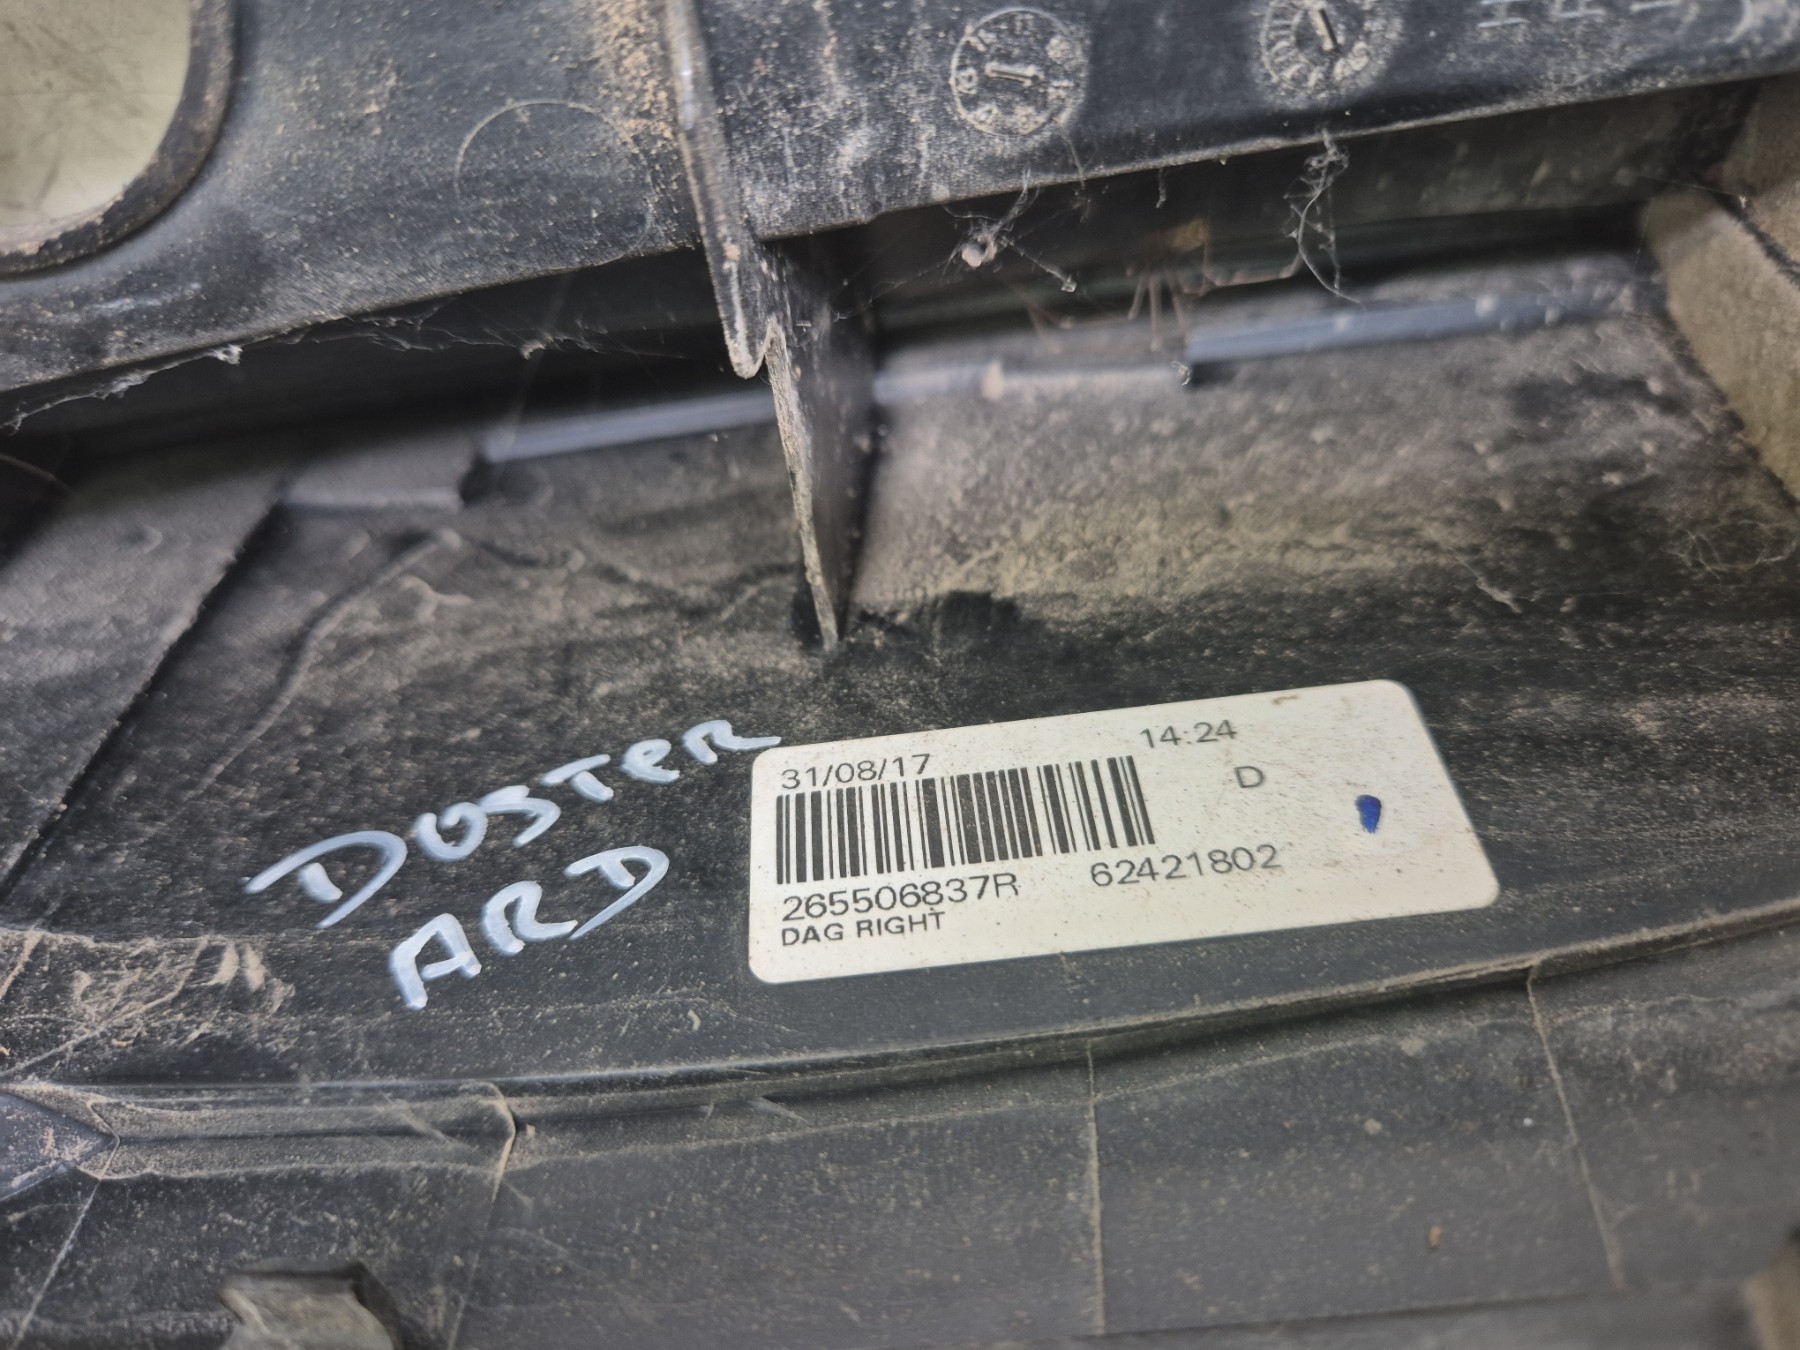 DUSTER
ARD
31/08/17 14:24
D
265506837R 62421802
DAG RIGHT